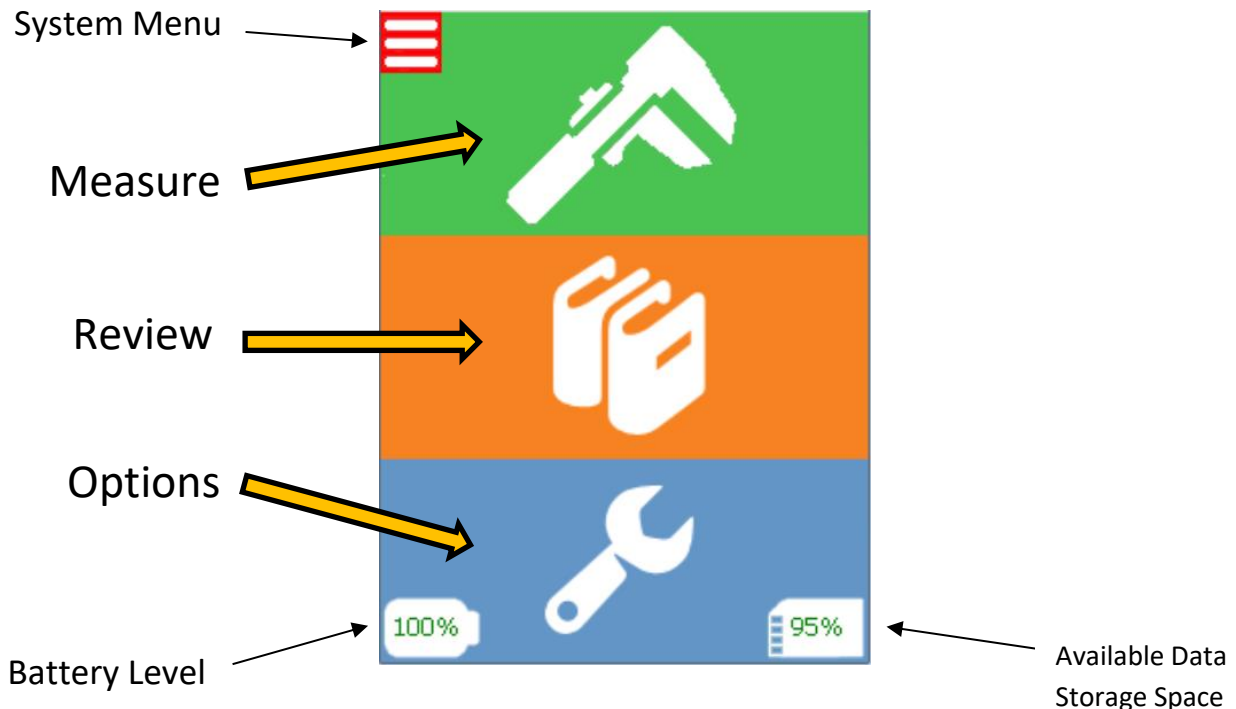 System Menu
Measure
Review
Options
100%
95%
Battery Level
Available Data
Storage Space